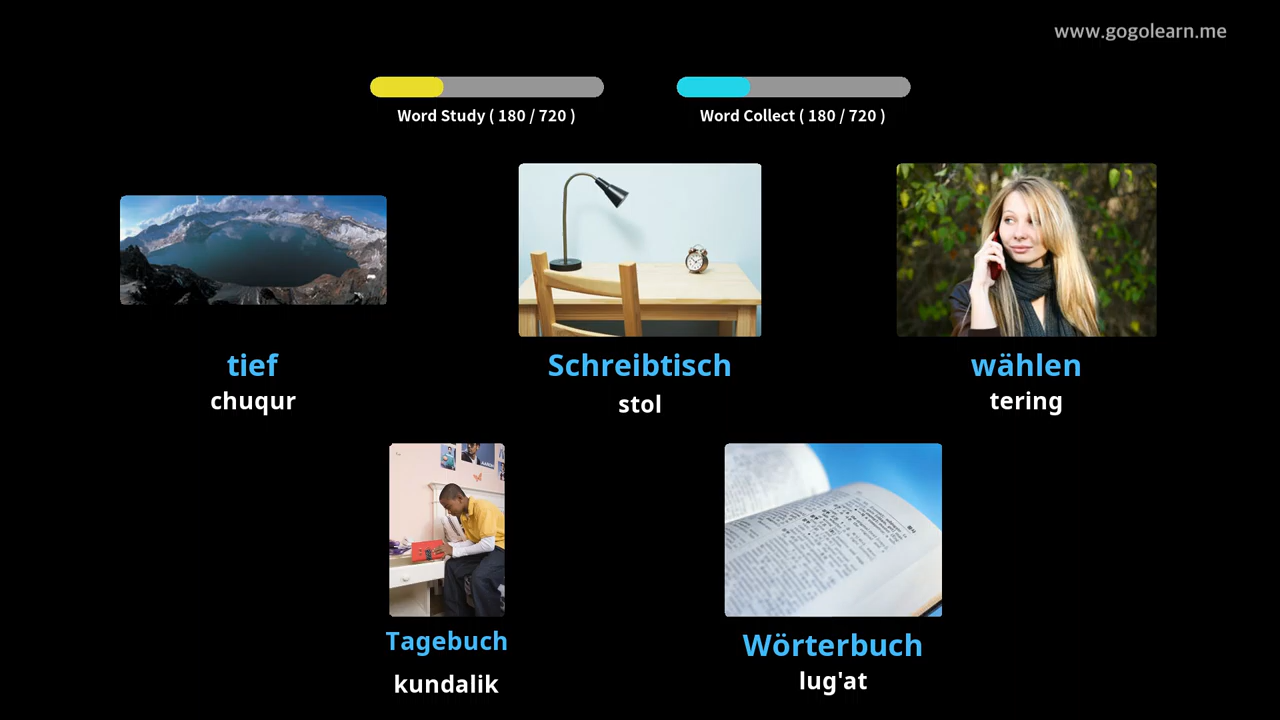 www.gogolearn.me
Word Study ( 180 / 720 )
Word Collect ( 180 / 720 )
tief
chuqur
Schreibtisch
stol
wählen
tering
Tagebuch
kundalik
Wörterbuch
lug'at